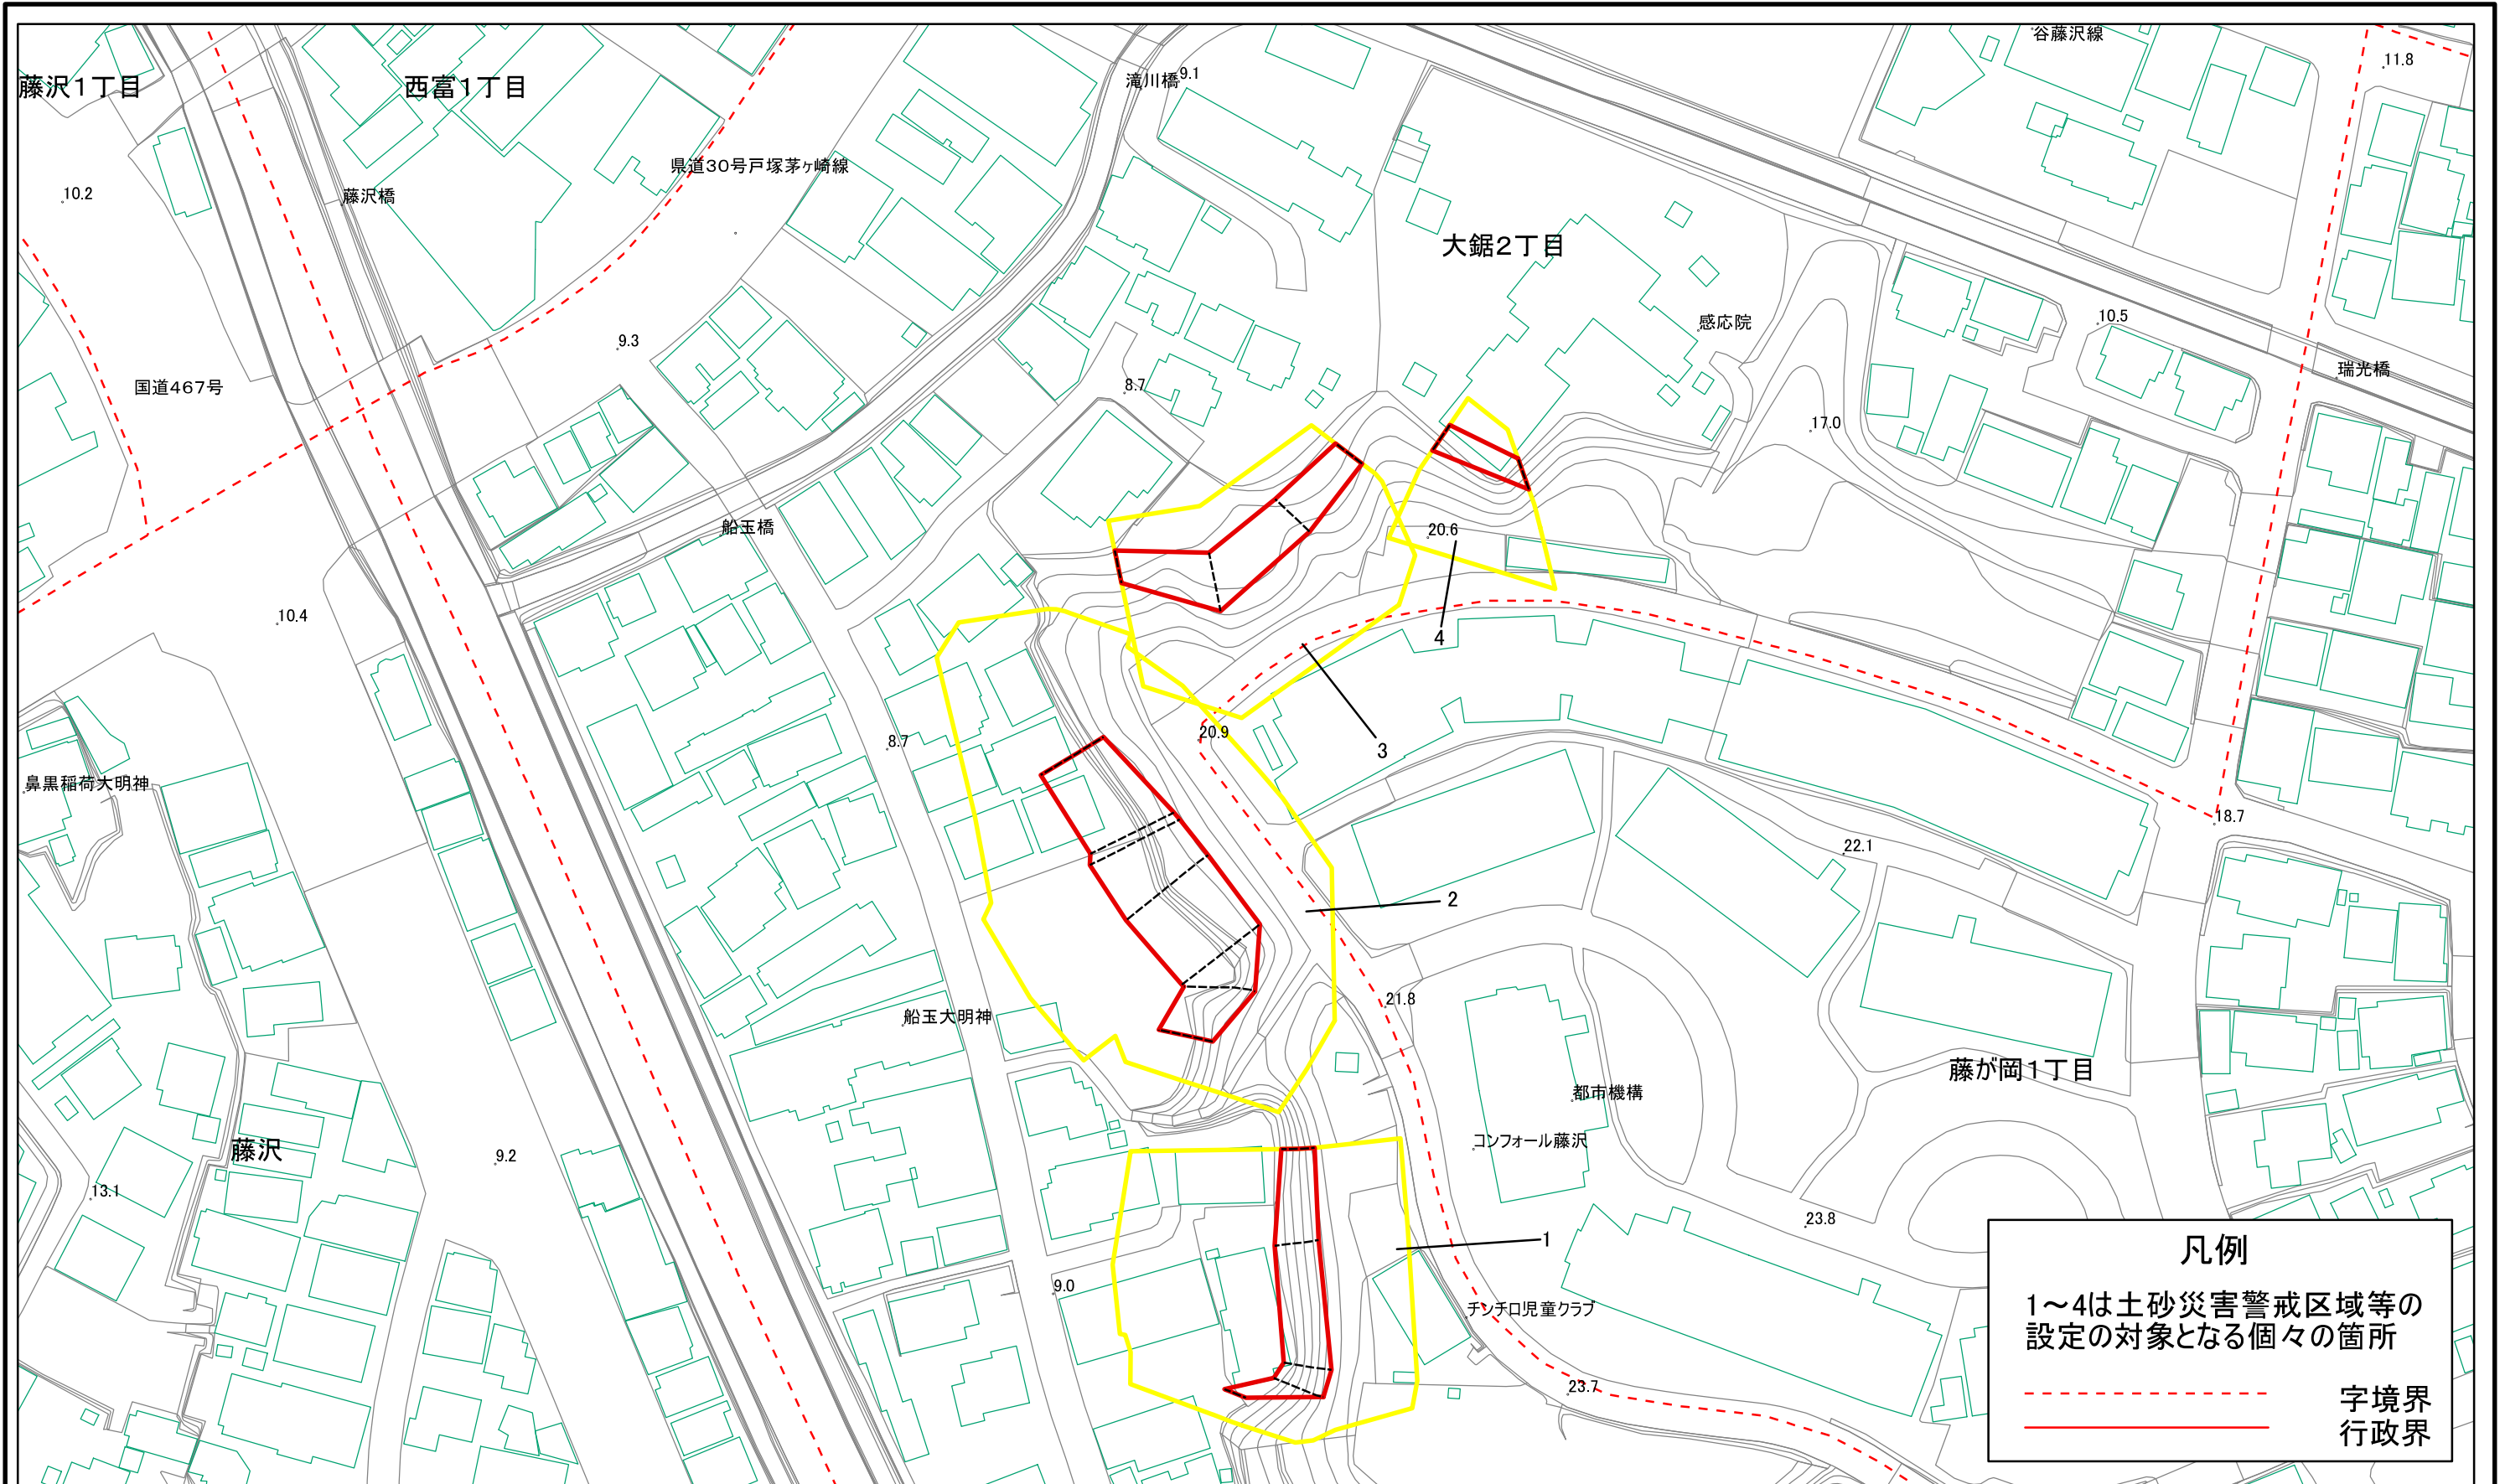 谷藤沢線
11.8
藤沢1丁目
西富1丁目
滝川橋
9.1
県道30号戸塚茅ヶ崎線
10.2
藤沢橋
大鋸2丁目
感応院
10.5
9.3
瑞光橋
国道467号
8.7
17.0
船玉橋
20.6
10.4
4
20.9
3
8.7
鼻黒稲荷大明神
18.7
22.1
2
21.8
船玉大明神
藤が岡1丁目
都市機構
コンフォール藤沢
藤沢
9.2
13.1
23.8
1
9.0
チンチロ児童クラブ
23.7
凡例
1～4は土砂災害警戒区域等の
設定の対象となる個々の箇所
字境界
行政界